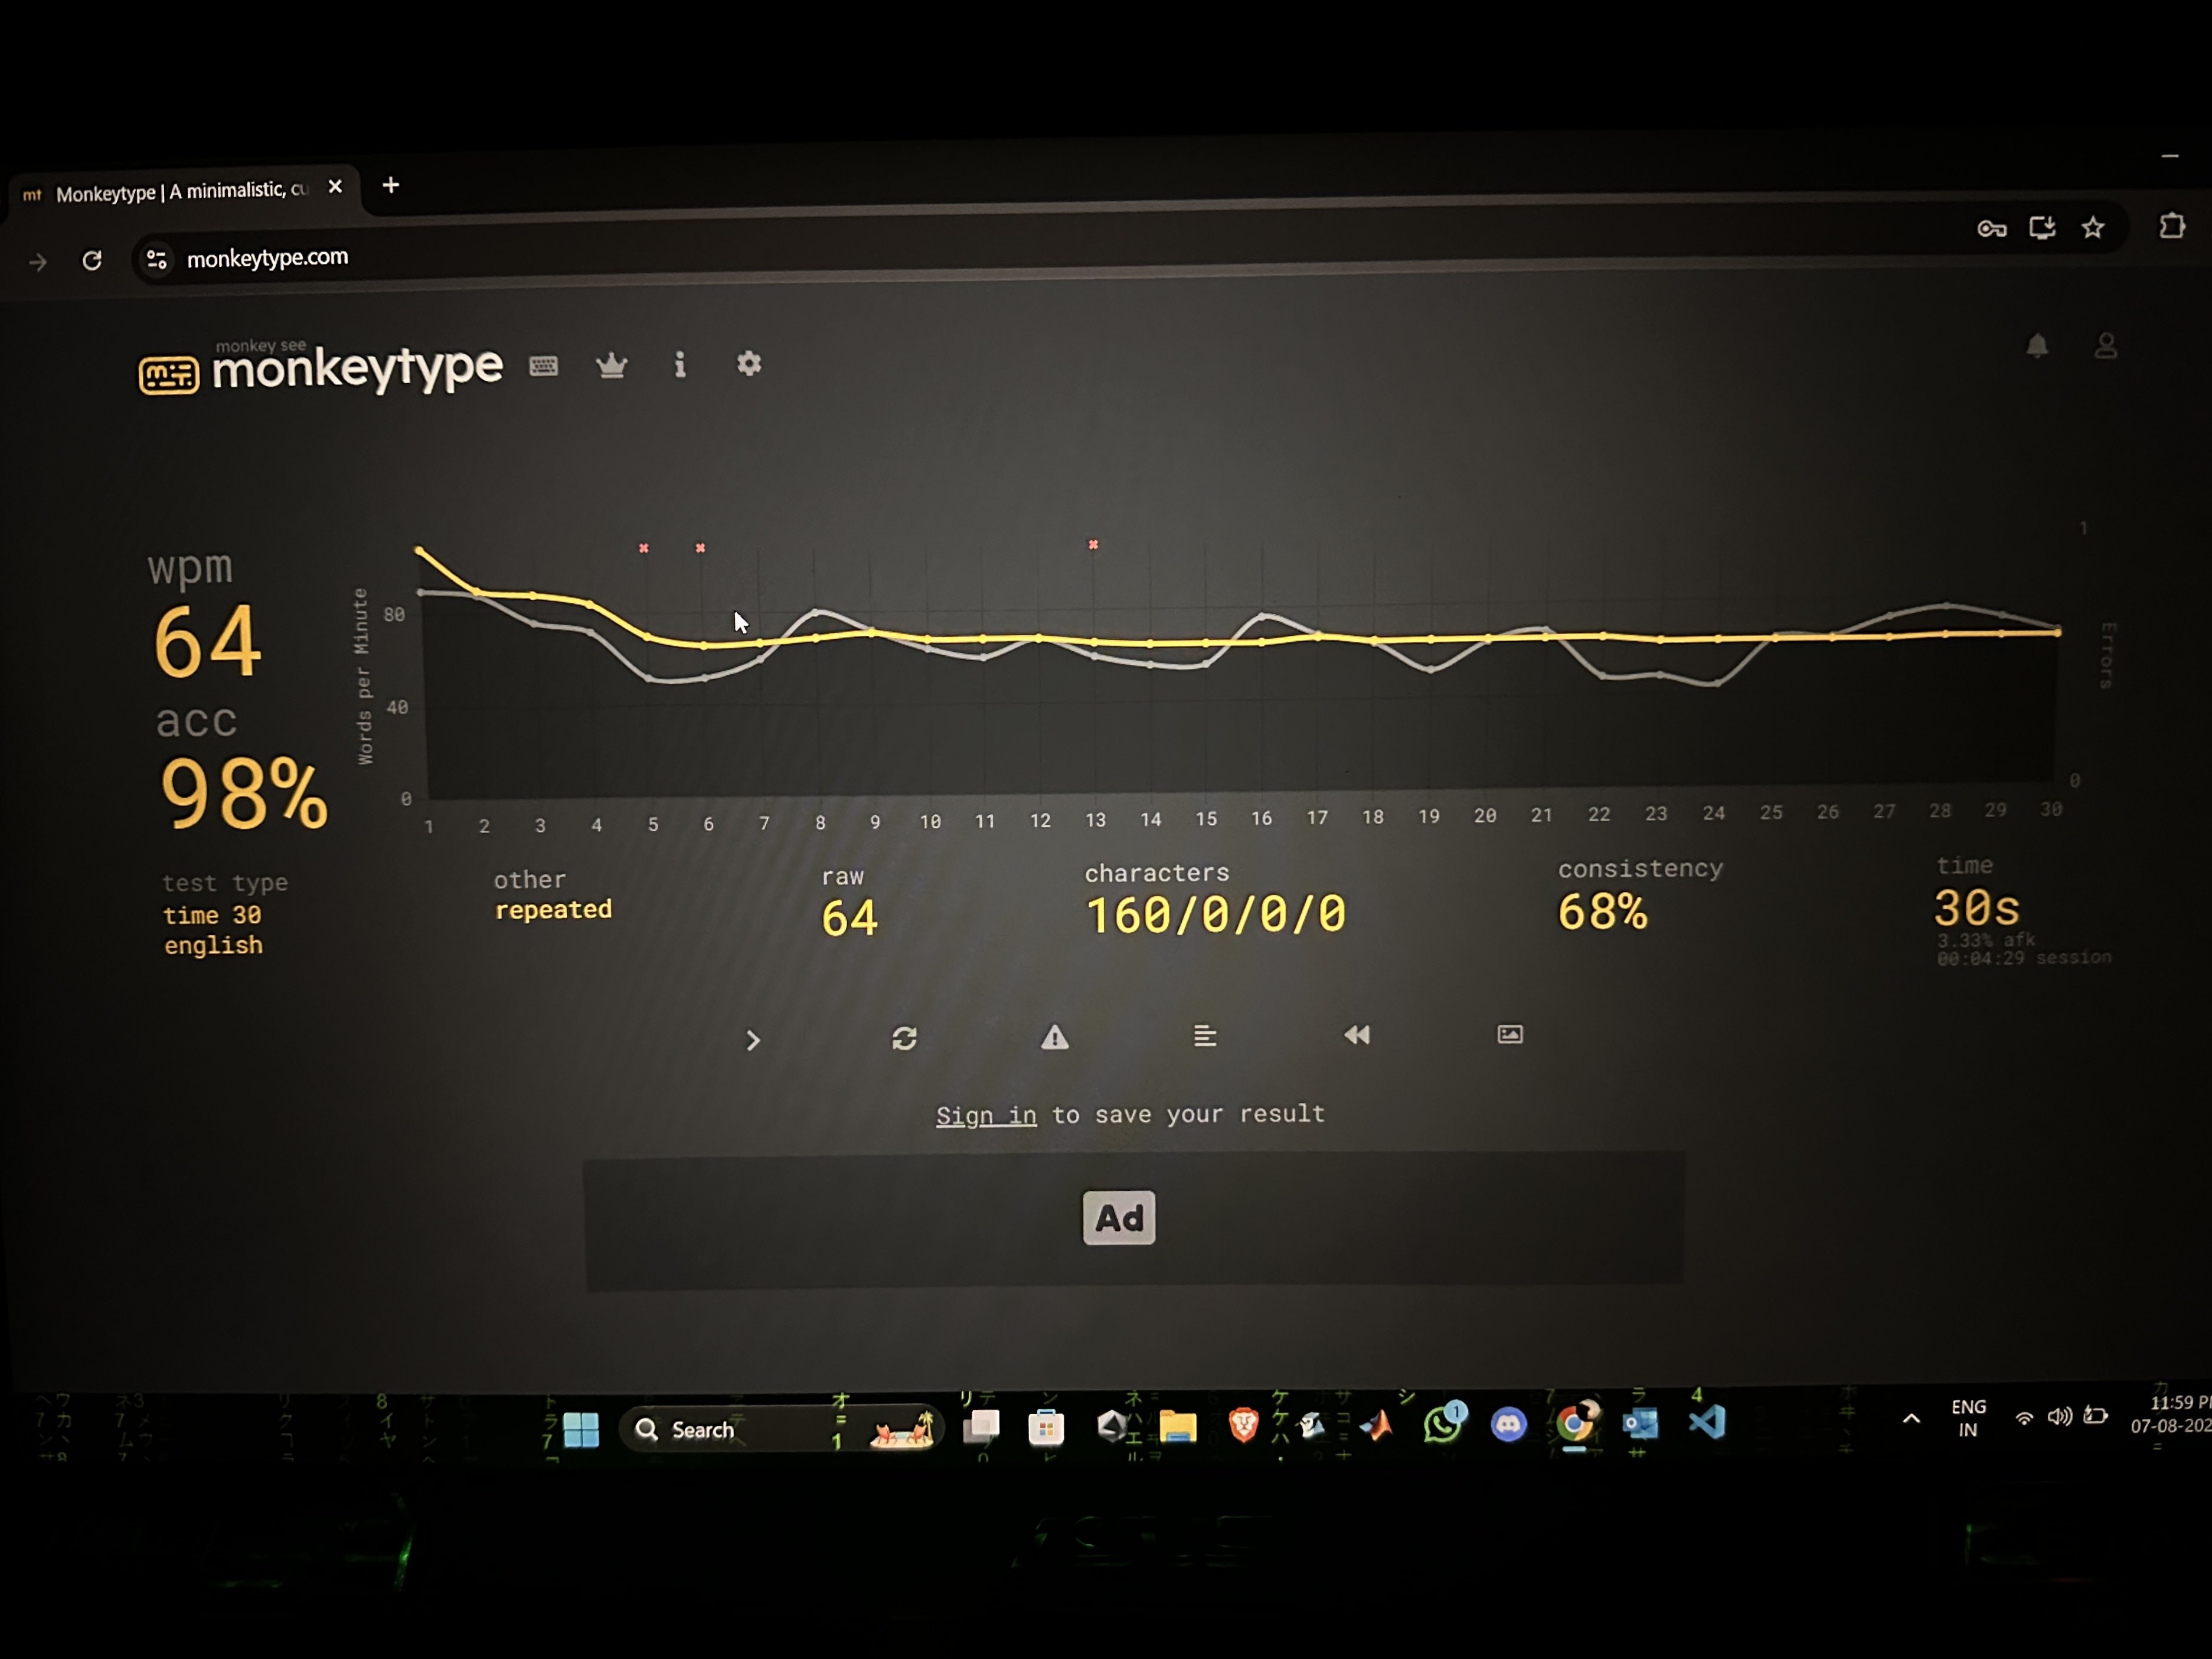 Monkeytype | A minimalistic, cu
monkeytype.com
monkey see
monkeytype
wpm
64
acc
98%
Words per Minute
80
40
0
1
Errors
0
1 2 3 4 5 6 7 8 9 10 11 12 13 14 15 16 17 18 19 20 21 22 23 24 25 26 27 28 29 30
test type
time 30
english
other
repeated
raw
64
characters
160/0/0/0
consistency
68%
time
30s
3.33% afk
00:04:29 session
Sign in to save your result
Ad
Search
1
ENG
IN
11:59 P
07-08-202